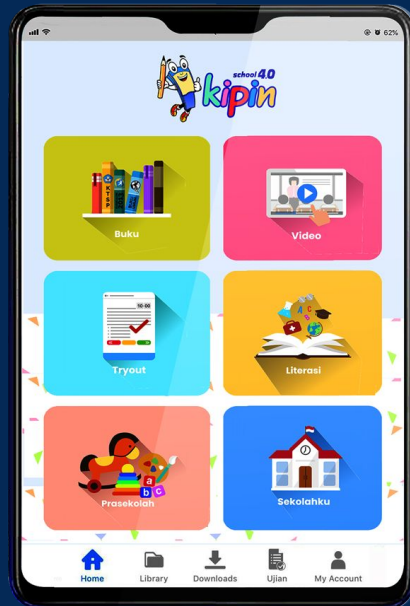 62%
school 4.0
kipin
KTSP
Buku
Video
10:00
Tryout
ABC
Literasi
a
b c
Prasekolah
Sekolahku
Home Library Downloads Ujian My Account